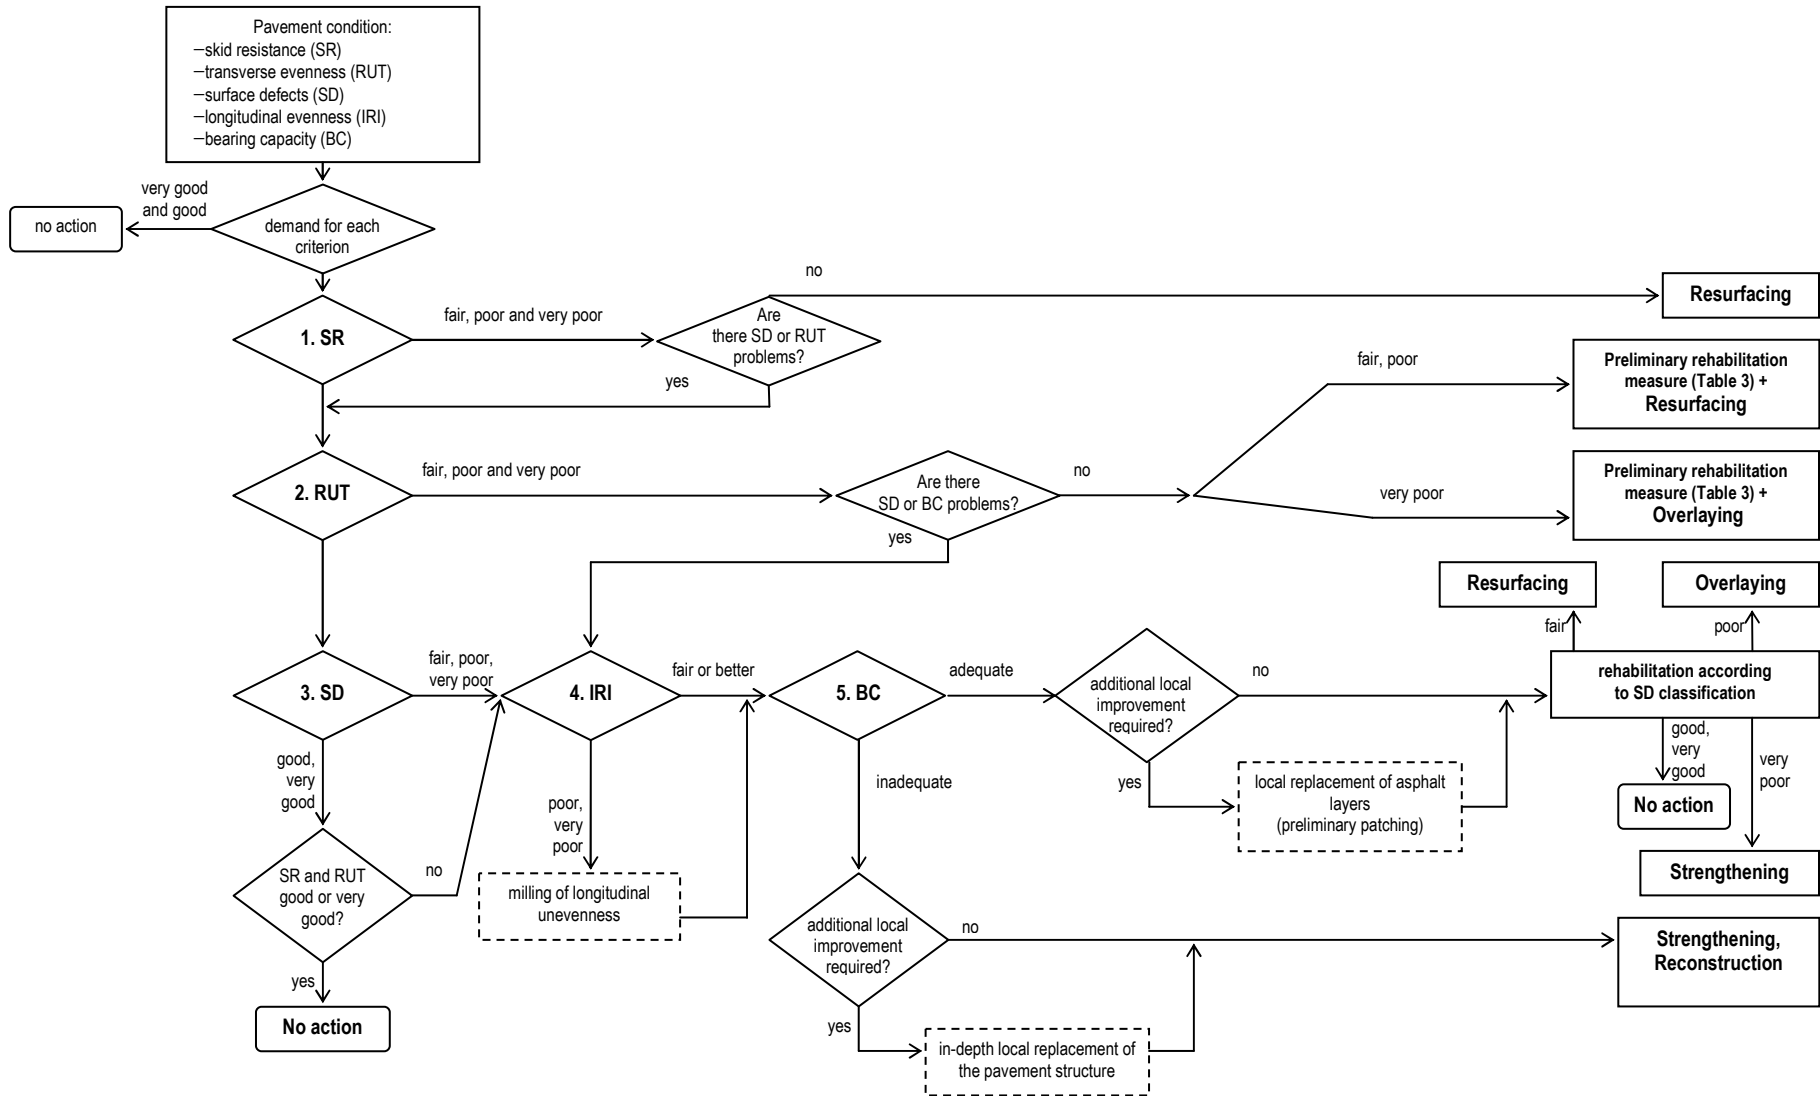 Pavement condition:
–skid resistance (SR)
–transverse evenness (RUT)
–surface defects (SD)
–longitudinal evenness (IRI)
–bearing capacity (BC)
very good
and good
no action
demand for each
criterion
no
Resurfacing
1. SR
fair, poor and very poor
Are
there SD or RUT
problems?
yes
fair, poor
Preliminary rehabilitation
measure (Table 3) +
Resurfacing
2. RUT
fair, poor and very poor
Are there
SD or BC problems?
no
yes
very poor
Preliminary rehabilitation
measure (Table 3) +
Overlaying
Resurfacing
Overlaying
fair
poor
3. SD
fair, poor,
very poor
4. IRI
fair or better
5. BC
adequate
additional local
improvement
required?
no
rehabilitation according
to SD classification
good,
very
good
poor,
very
poor
inadequate
yes
local replacement of asphalt
layers
(preliminary patching)
good,
very
good
very
poor
No action
Strengthening
SR and RUT
good or very
good?
no
milling of longitudinal
unevenness
additional local
improvement
required?
no
Strengthening,
Reconstruction
yes
No action
yes
in-depth local replacement of
the pavement structure